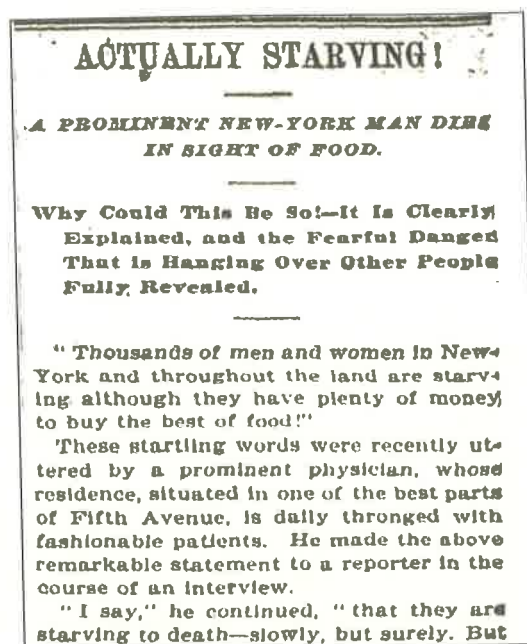 ACTUALLY STARVING!
A PROMINENT NEW-YORK MAN DIES
IN SIGHT OF FOOD.
Why Could This Be So!—It Is Clearly
Explained, and the Fearful Danger
That is Hanging Over Other People
Fully Revealed.
"Thousands of men and women in New-
York and throughout the land are starv-
ing although they have plenty of money
to buy the best of food!"
These startling words were recently ut-
tered by a prominent physician, whose
residence, situated in one of the best parts
of Fifth Avenue, is daily thronged with
fashionable patients. He made the above
remarkable statement to a reporter in the
course of an interview.
"I say," he continued, "that they are
starving to death—slowly, but surely. But